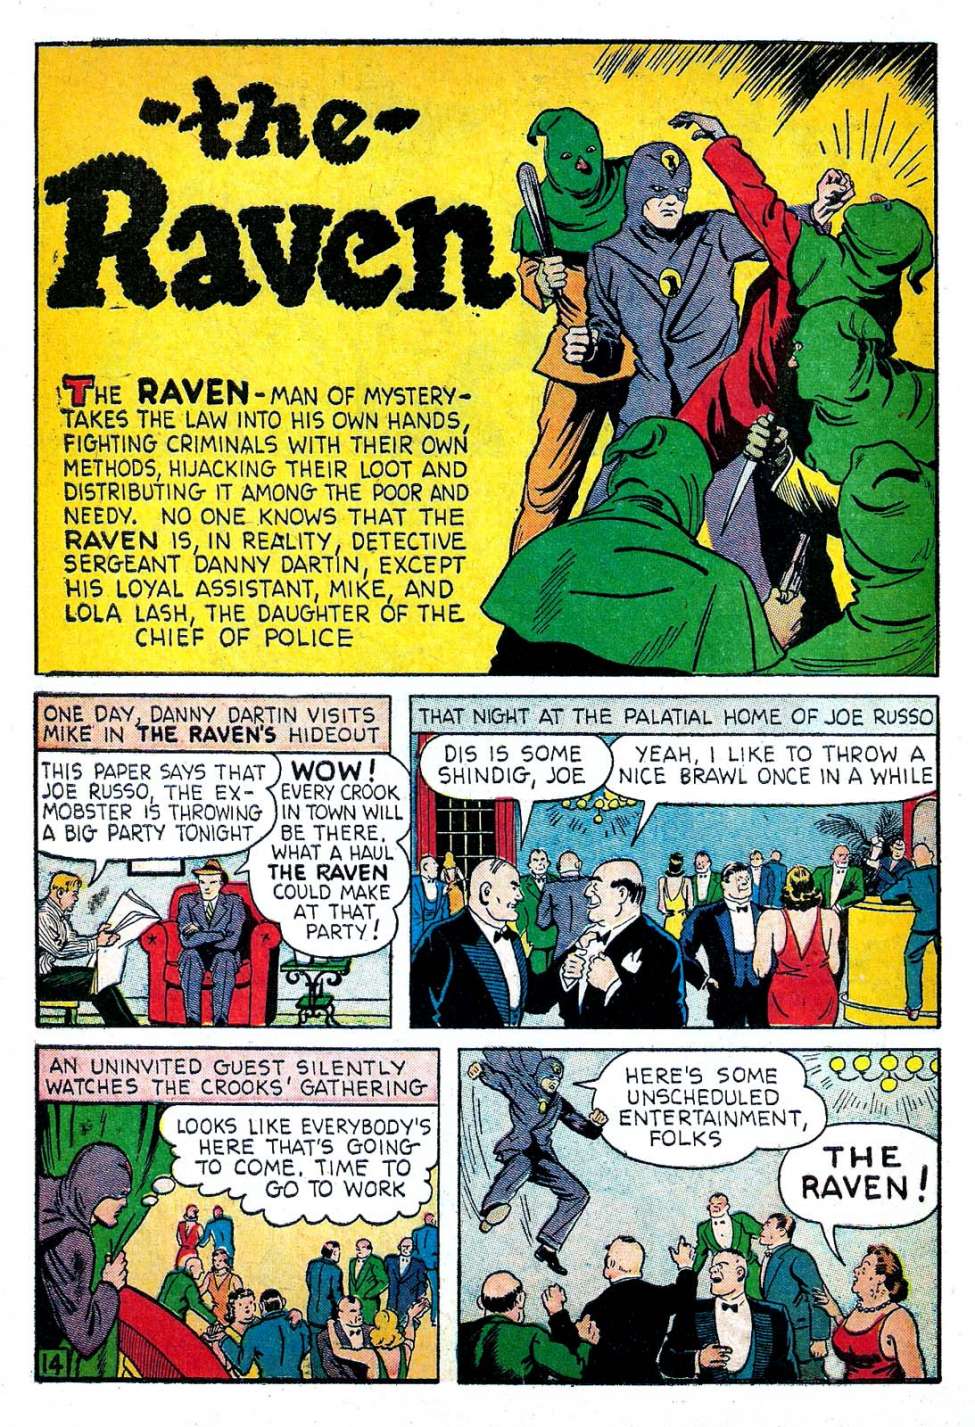 -the-
Raven
THE RAVEN - MAN OF MYSTERY -
TAKES THE LAW INTO HIS OWN HANDS,
FIGHTING CRIMINALS WITH THEIR OWN
METHODS, HIJACKING THEIR LOOT AND
DISTRIBUTING IT AMONG THE POOR AND
NEEDY. NO ONE KNOWS THAT THE
RAVEN IS, IN REALITY, DETECTIVE
SERGEANT DANNY DARTIN, EXCEPT
HIS LOYAL ASSISTANT, MIKE, AND
LOLA LASH, THE DAUGHTER OF THE
CHIEF OF POLICE
ONE DAY, DANNY DARTIN VISITS
MIKE IN THE RAVEN'S HIDEOUT
THIS PAPER SAYS THAT
JOE RUSSO, THE EX-
MOBSTER IS THROWING
A BIG PARTY TONIGHT
WOW!
EVERY CROOK
IN TOWN WILL
BE THERE.
WHAT A HAUL
THE RAVEN
COULD MAKE
AT THAT
PARTY!
THAT NIGHT AT THE PALATIAL HOME OF JOE RUSSO
DIS IS SOME
SHINDIG, JOE
YEAH, I LIKE TO THROW A
NICE BRAWL ONCE IN A WHILE
AN UNINVITED GUEST SILENTLY
WATCHES THE CROOKS' GATHERING
LOOKS LIKE EVERYBODY'S
HERE THAT'S GOING
TO COME. TIME TO
GO TO WORK
14
HERE'S SOME
UNSCHEDULED
ENTERTAINMENT,
FOLKS
THE
RAVEN!